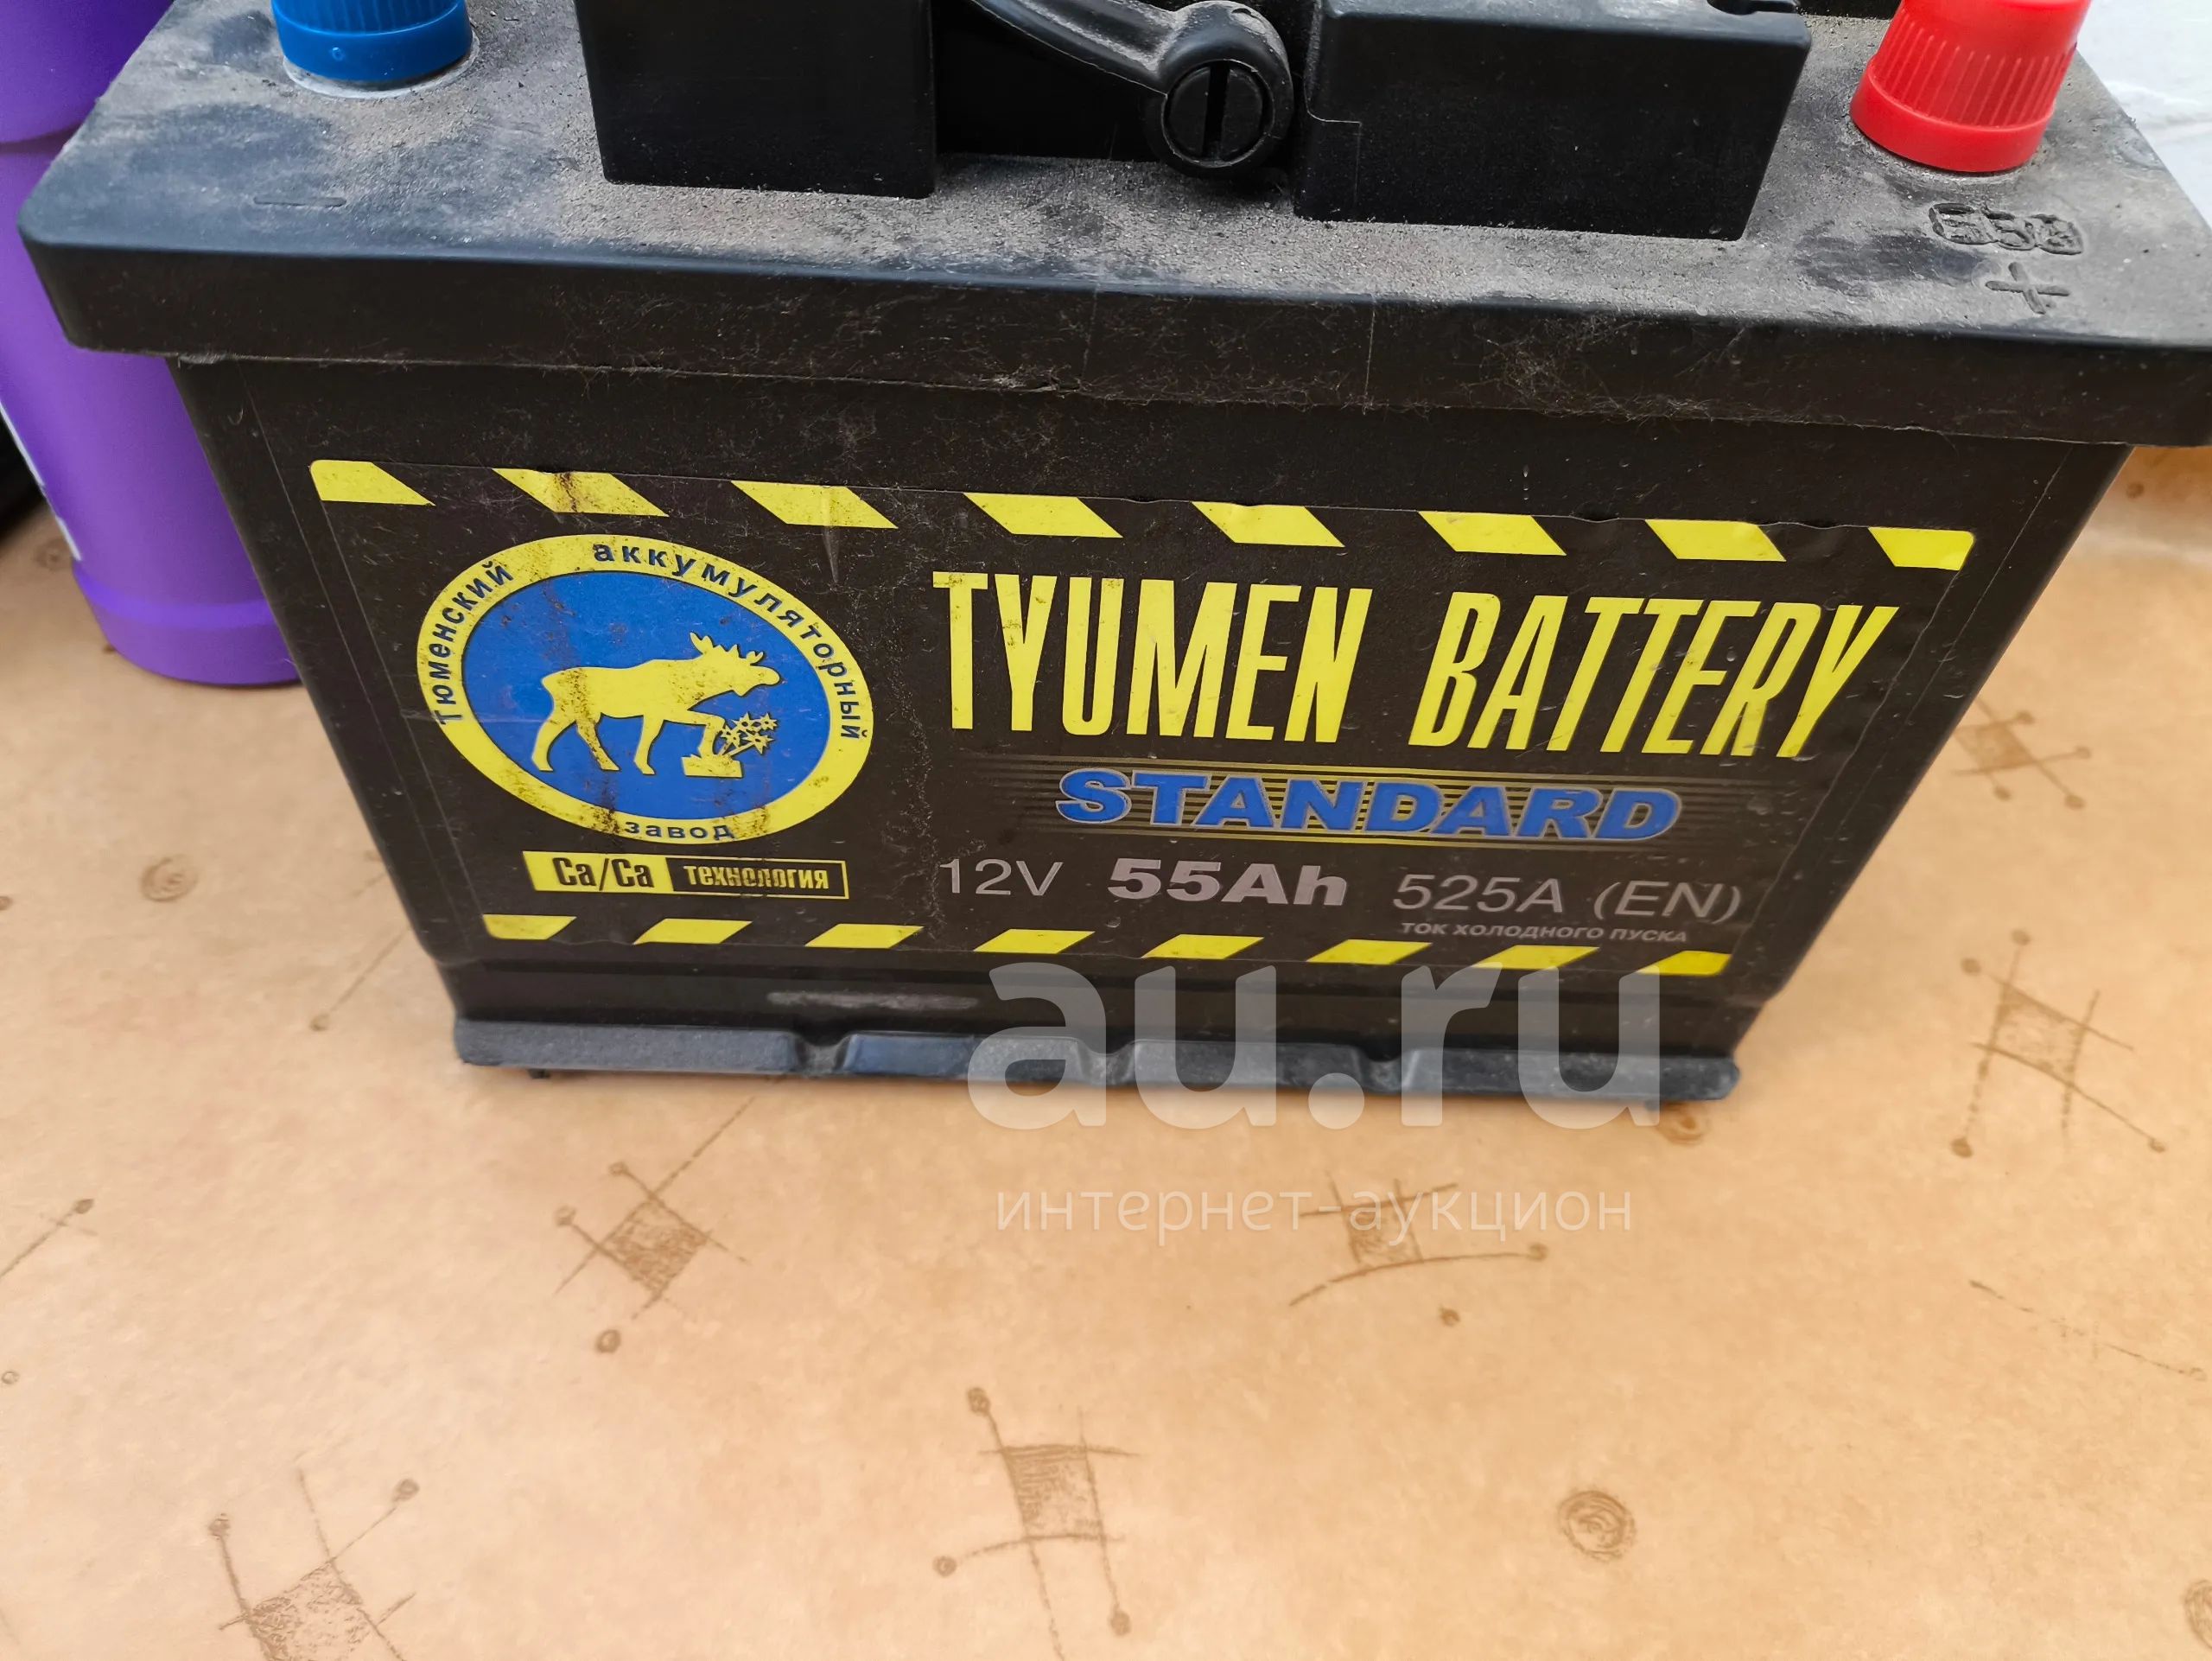 тюменский аккумуляторный
завод
Ca/Ca технология
TYUMEN BATTERY
STANDARD
12V 55Ah 525A (EN)
ток холодного пуска
au.ru
интернет-аукцион